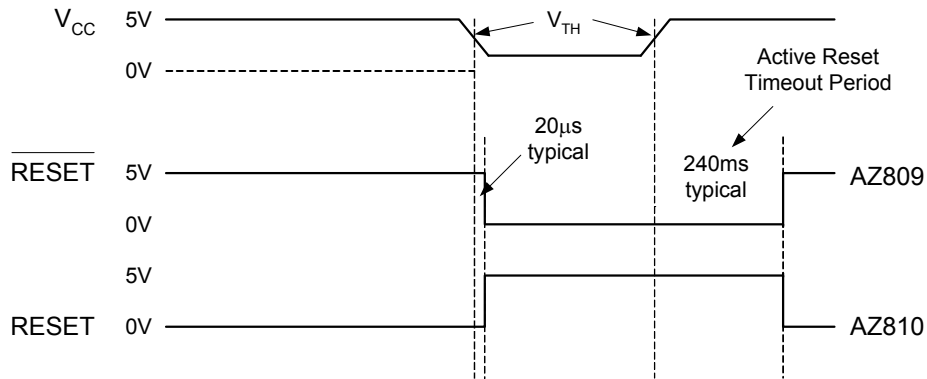 VCC
5V
VTH
0V
Active Reset
Timeout Period
20μs
typical
RESET
5V
240ms
typical
AZ809
0V
5V
RESET
0V
AZ810